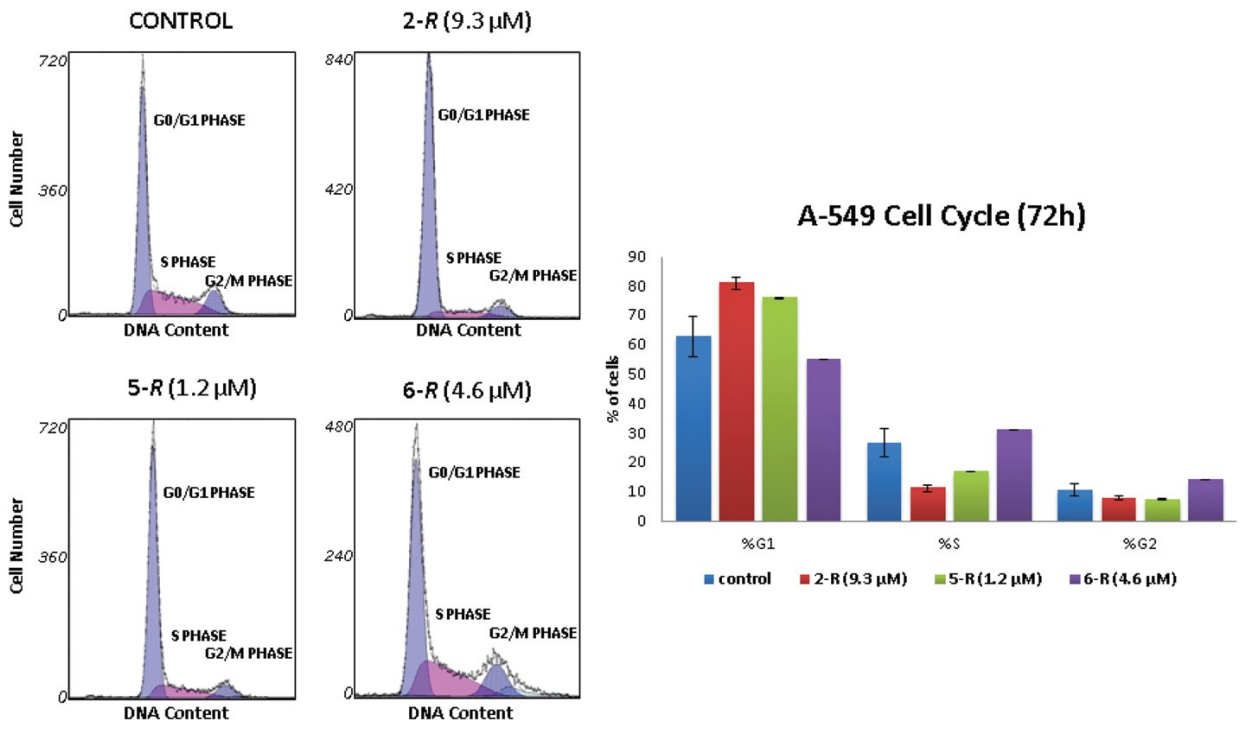 CONTROL
720
360
0
Cell Number
G0/G1 PHASE
S PHASE
G2/M PHASE
DNA Content
2-R (9.3 µM)
840
420
0
G0/G1 PHASE
S PHASE
G2/M PHASE
DNA Content
5-R (1.2 µM)
720
360
0
Cell Number
G0/G1 PHASE
S PHASE
G2/M PHASE
DNA Content
6-R (4.6 µM)
480
240
0
G0/G1 PHASE
S PHASE
G2/M PHASE
DNA Content
A-549 Cell Cycle (72h)
% of cells
90
80
70
60
50
40
30
20
10
0
%G1 %S %G2
control 2-R (9.3 µM) 5-R (1.2 µM) 6-R (4.6 µM)